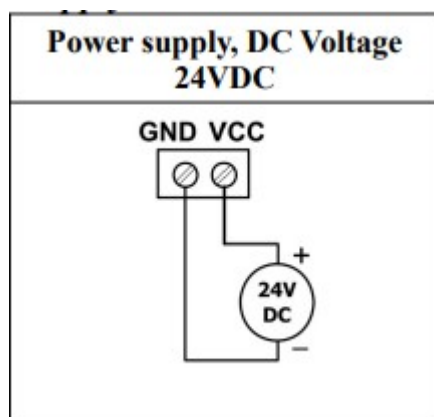 Power supply, DC Voltage
24VDC
GND VCC
+
24V
DC
–